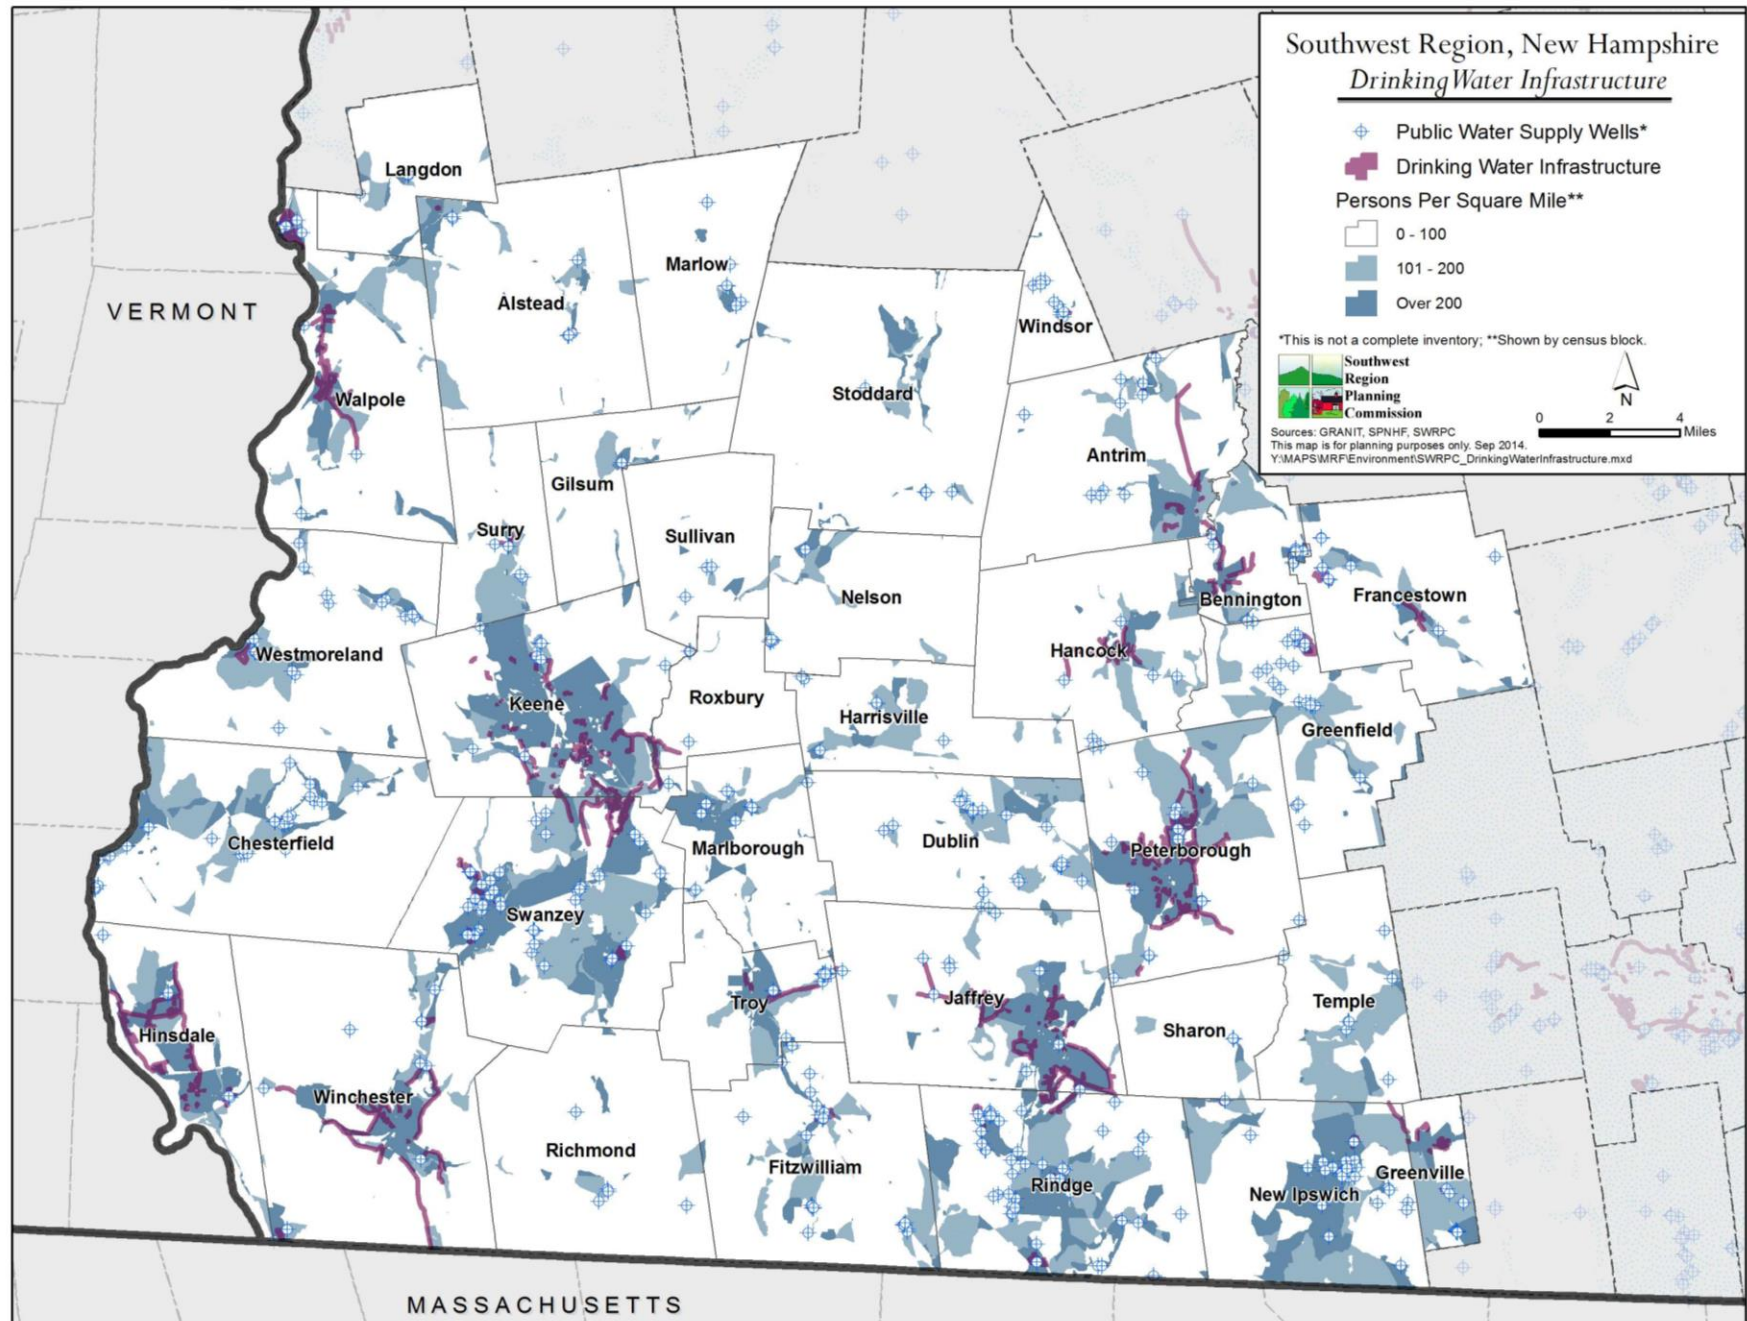 Southwest Region, New Hampshire
Drinking Water Infrastructure
Public Water Supply Wells*
Drinking Water Infrastructure
Persons Per Square Mile**
0 - 100
101 - 200
Over 200
*This is not a complete inventory; **Shown by census block.
Southwest
Region
Planning
Commission
N
0 2 4
Miles
Sources: GRANIT, SPNHF, SWRPC
This map is for planning purposes only. Sep 2014.
Y:\MAPS\MRF\Environment\SWRPC_DrinkingWaterInfrastructure.mxd
Langdon
Marlow
VERMONT
Alstead
Windsor
Stoddard
Walpole
Antrim
Gilsum
Surry
Sullivan
Nelson
Bennington
Francestown
Westmoreland
Hancock
Roxbury
Keene
Harrisville
Greenfield
Chesterfield
Marlborough
Dublin
Peterborough
Swanzey
Troy
Jaffrey
Temple
Hinsdale
Sharon
Winchester
Richmond
Fitzwilliam
Rindge
Greenville
New Ipswich
MASSACHUSETTS